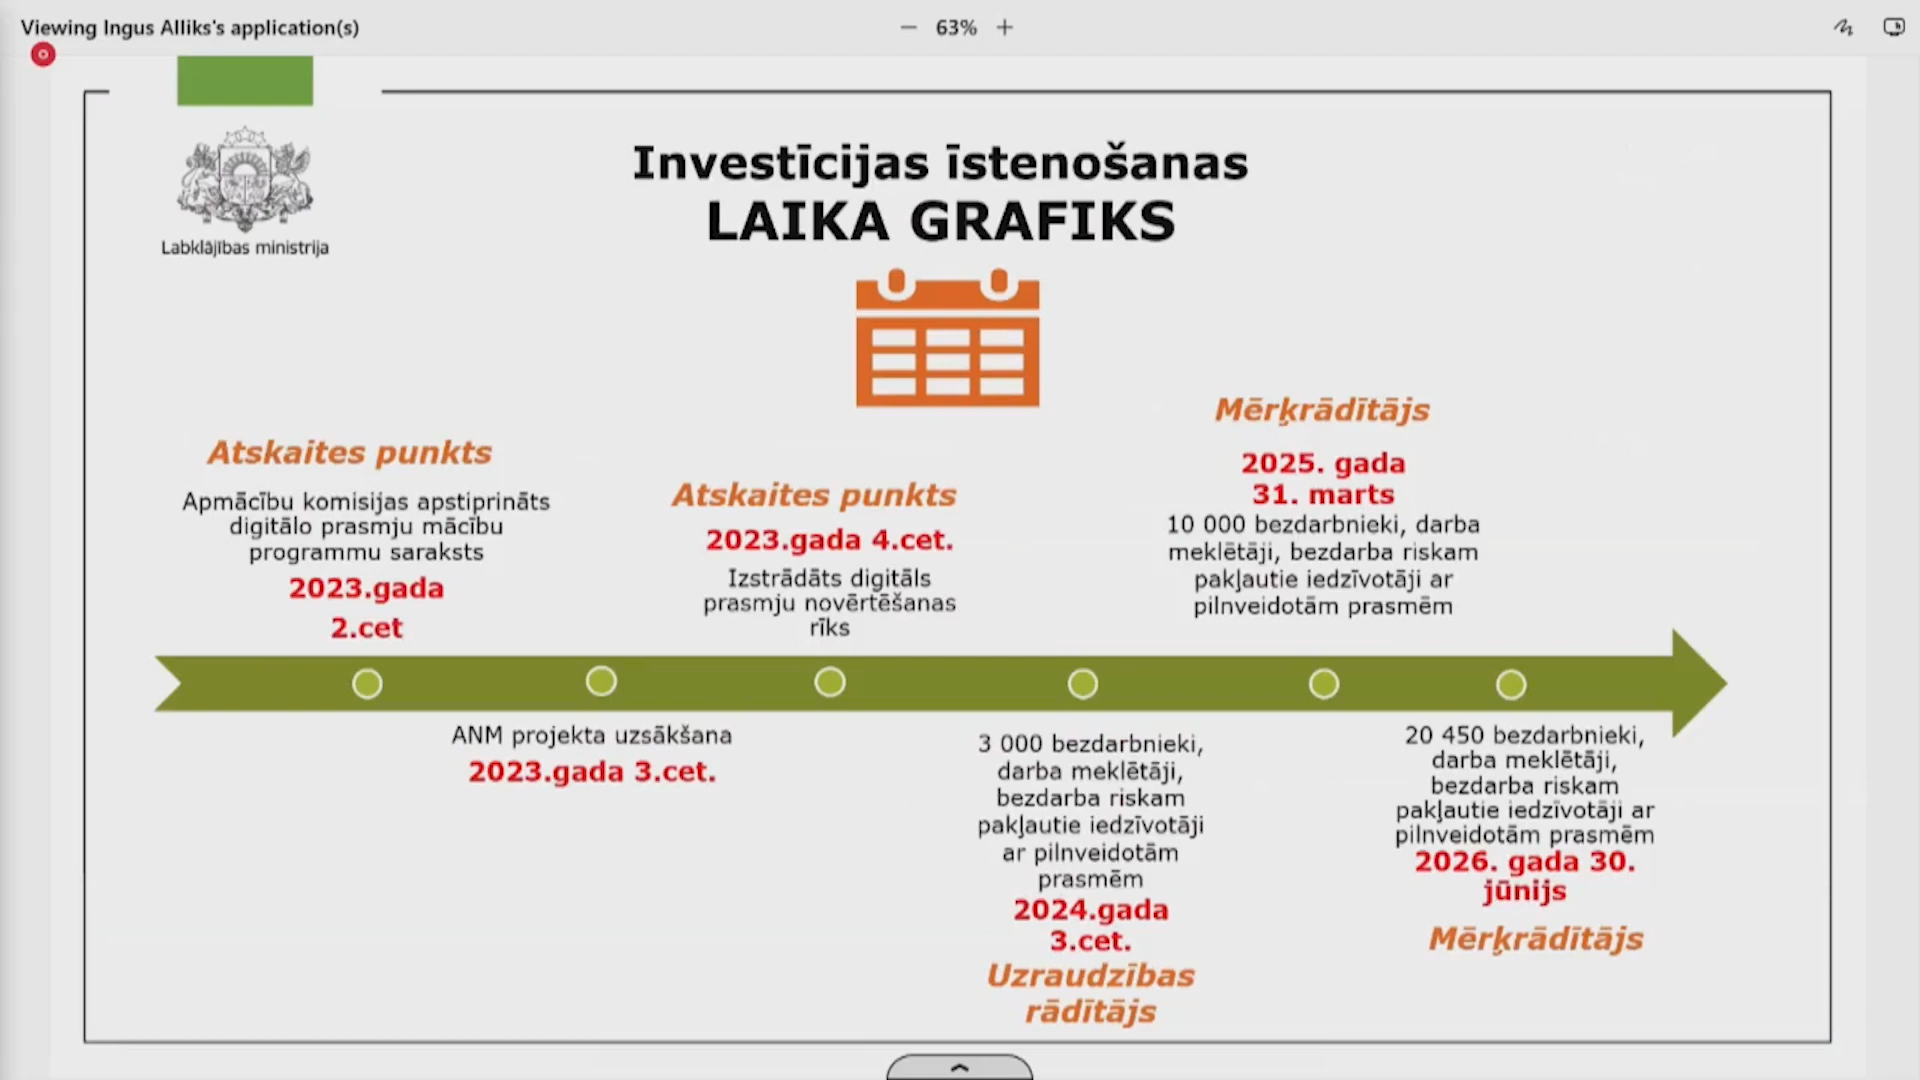 Viewing Ingus Alliks's application(s)
63%
Labklājības ministrija
Investīcijas īstenošanas
LAIKA GRAFIKS
Atskaites punkts
Apmācību komisijas apstiprināts
digitālo prasmju mācību
programmu saraksts
2023.gada
2.cet
ANM projekta uzsākšana
2023.gada 3.cet.
Atskaites punkts
2023.gada 4.cet.
Izstrādāts digitāls
prasmju novērtēšanas
rīks
3 000 bezdarbnieki,
darba meklētāji,
bezdarba riskam
pakļautie iedzīvotāji
ar pilnveidotām
prasmēm
2024.gada
3.cet.
Uzraudzības
rādītājs
Mērķrādītājs
2025. gada
31. marts
10 000 bezdarbnieki, darba
meklētāji, bezdarba riskam
pakļautie iedzīvotāji ar
pilnveidotām prasmēm
20 450 bezdarbnieki,
darba meklētāji,
bezdarba riskam
pakļautie iedzīvotāji ar
pilnveidotām prasmēm
2026. gada 30.
jūnijs
Mērķrādītājs